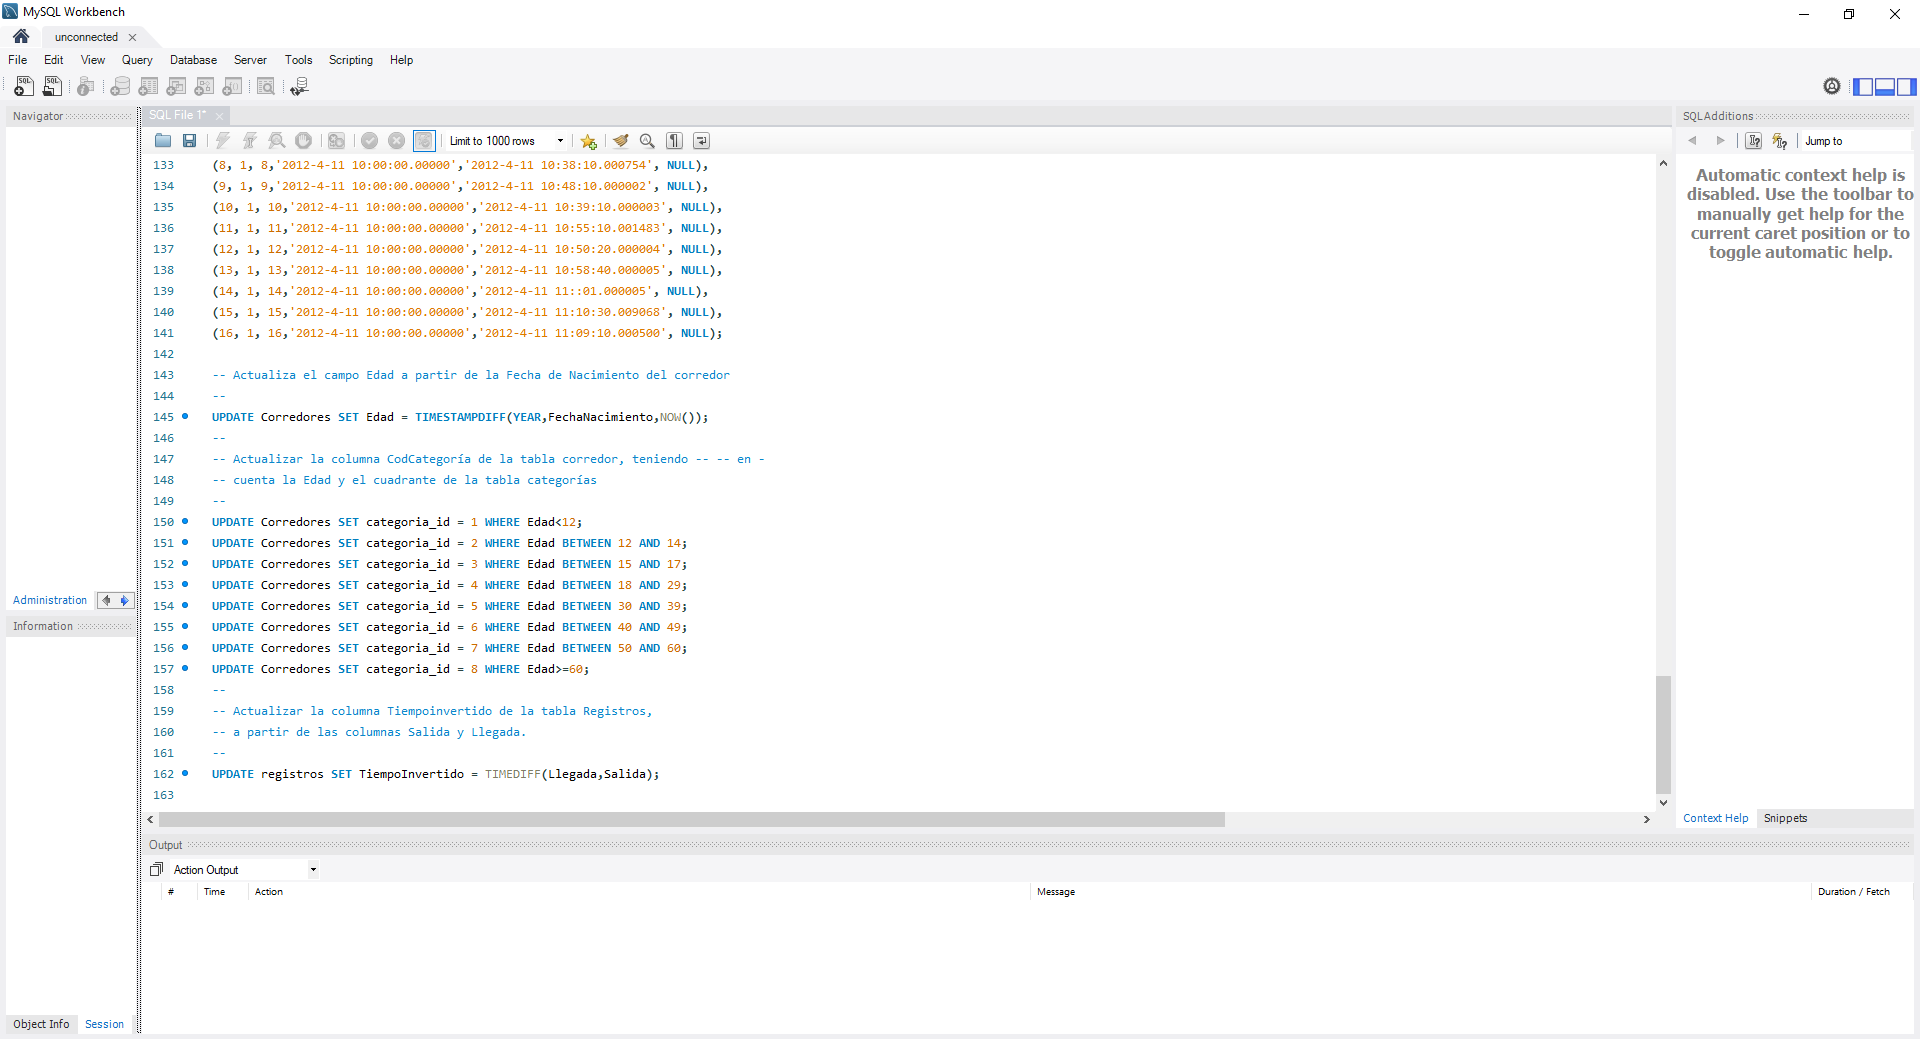 MySQL Workbench
unconnected
File Edit View Query Database Server Tools Scripting Help
Navigator
SQL File 1*
SQLAdditions
Limit to 1000 rows
Jump to
133 (8, 1, 8,'2012-4-11 10:00:00.00000','2012-4-11 10:38:10.000754', NULL),
134 (9, 1, 9,'2012-4-11 10:00:00.00000','2012-4-11 10:48:10.000002', NULL),
135 (10, 1, 10,'2012-4-11 10:00:00.00000','2012-4-11 10:39:10.000003', NULL),
136 (11, 1, 11,'2012-4-11 10:00:00.00000','2012-4-11 10:55:10.001483', NULL),
137 (12, 1, 12,'2012-4-11 10:00:00.00000','2012-4-11 10:50:20.000004', NULL),
138 (13, 1, 13,'2012-4-11 10:00:00.00000','2012-4-11 10:58:40.000005', NULL),
139 (14, 1, 14,'2012-4-11 10:00:00.00000','2012-4-11 11::01.000005', NULL),
140 (15, 1, 15,'2012-4-11 10:00:00.00000','2012-4-11 11:10:30.009068', NULL),
141 (16, 1, 16,'2012-4-11 10:00:00.00000','2012-4-11 11:09:10.000500', NULL);
142
143 -- Actualiza el campo Edad a partir de la Fecha de Nacimiento del corredor
144 --
145 UPDATE Corredores SET Edad = TIMESTAMPDIFF(YEAR,FechaNacimiento,NOW());
146 --
147 -- Actualizar la columna CodCategoría de la tabla corredor, teniendo -- -- en -
148 -- cuenta la Edad y el cuadrante de la tabla categorías
149 --
150 UPDATE Corredores SET categoria_id = 1 WHERE Edad<12;
151 UPDATE Corredores SET categoria_id = 2 WHERE Edad BETWEEN 12 AND 14;
152 UPDATE Corredores SET categoria_id = 3 WHERE Edad BETWEEN 15 AND 17;
153 UPDATE Corredores SET categoria_id = 4 WHERE Edad BETWEEN 18 AND 29;
154 UPDATE Corredores SET categoria_id = 5 WHERE Edad BETWEEN 30 AND 39;
155 UPDATE Corredores SET categoria_id = 6 WHERE Edad BETWEEN 40 AND 49;
156 UPDATE Corredores SET categoria_id = 7 WHERE Edad BETWEEN 50 AND 60;
157 UPDATE Corredores SET categoria_id = 8 WHERE Edad>=60;
158 --
159 -- Actualizar la columna Tiempoinvertido de la tabla Registros,
160 -- a partir de las columnas Salida y Llegada.
161 --
162 UPDATE registros SET TiempoInvertido = TIMEDIFF(Llegada,Salida);
163
Automatic context help is
disabled. Use the toolbar to
manually get help for the
current caret position or to
toggle automatic help.
Administration
Information
Context Help Snippets
Output
Action Output
# Time Action Message Duration / Fetch
Object Info Session